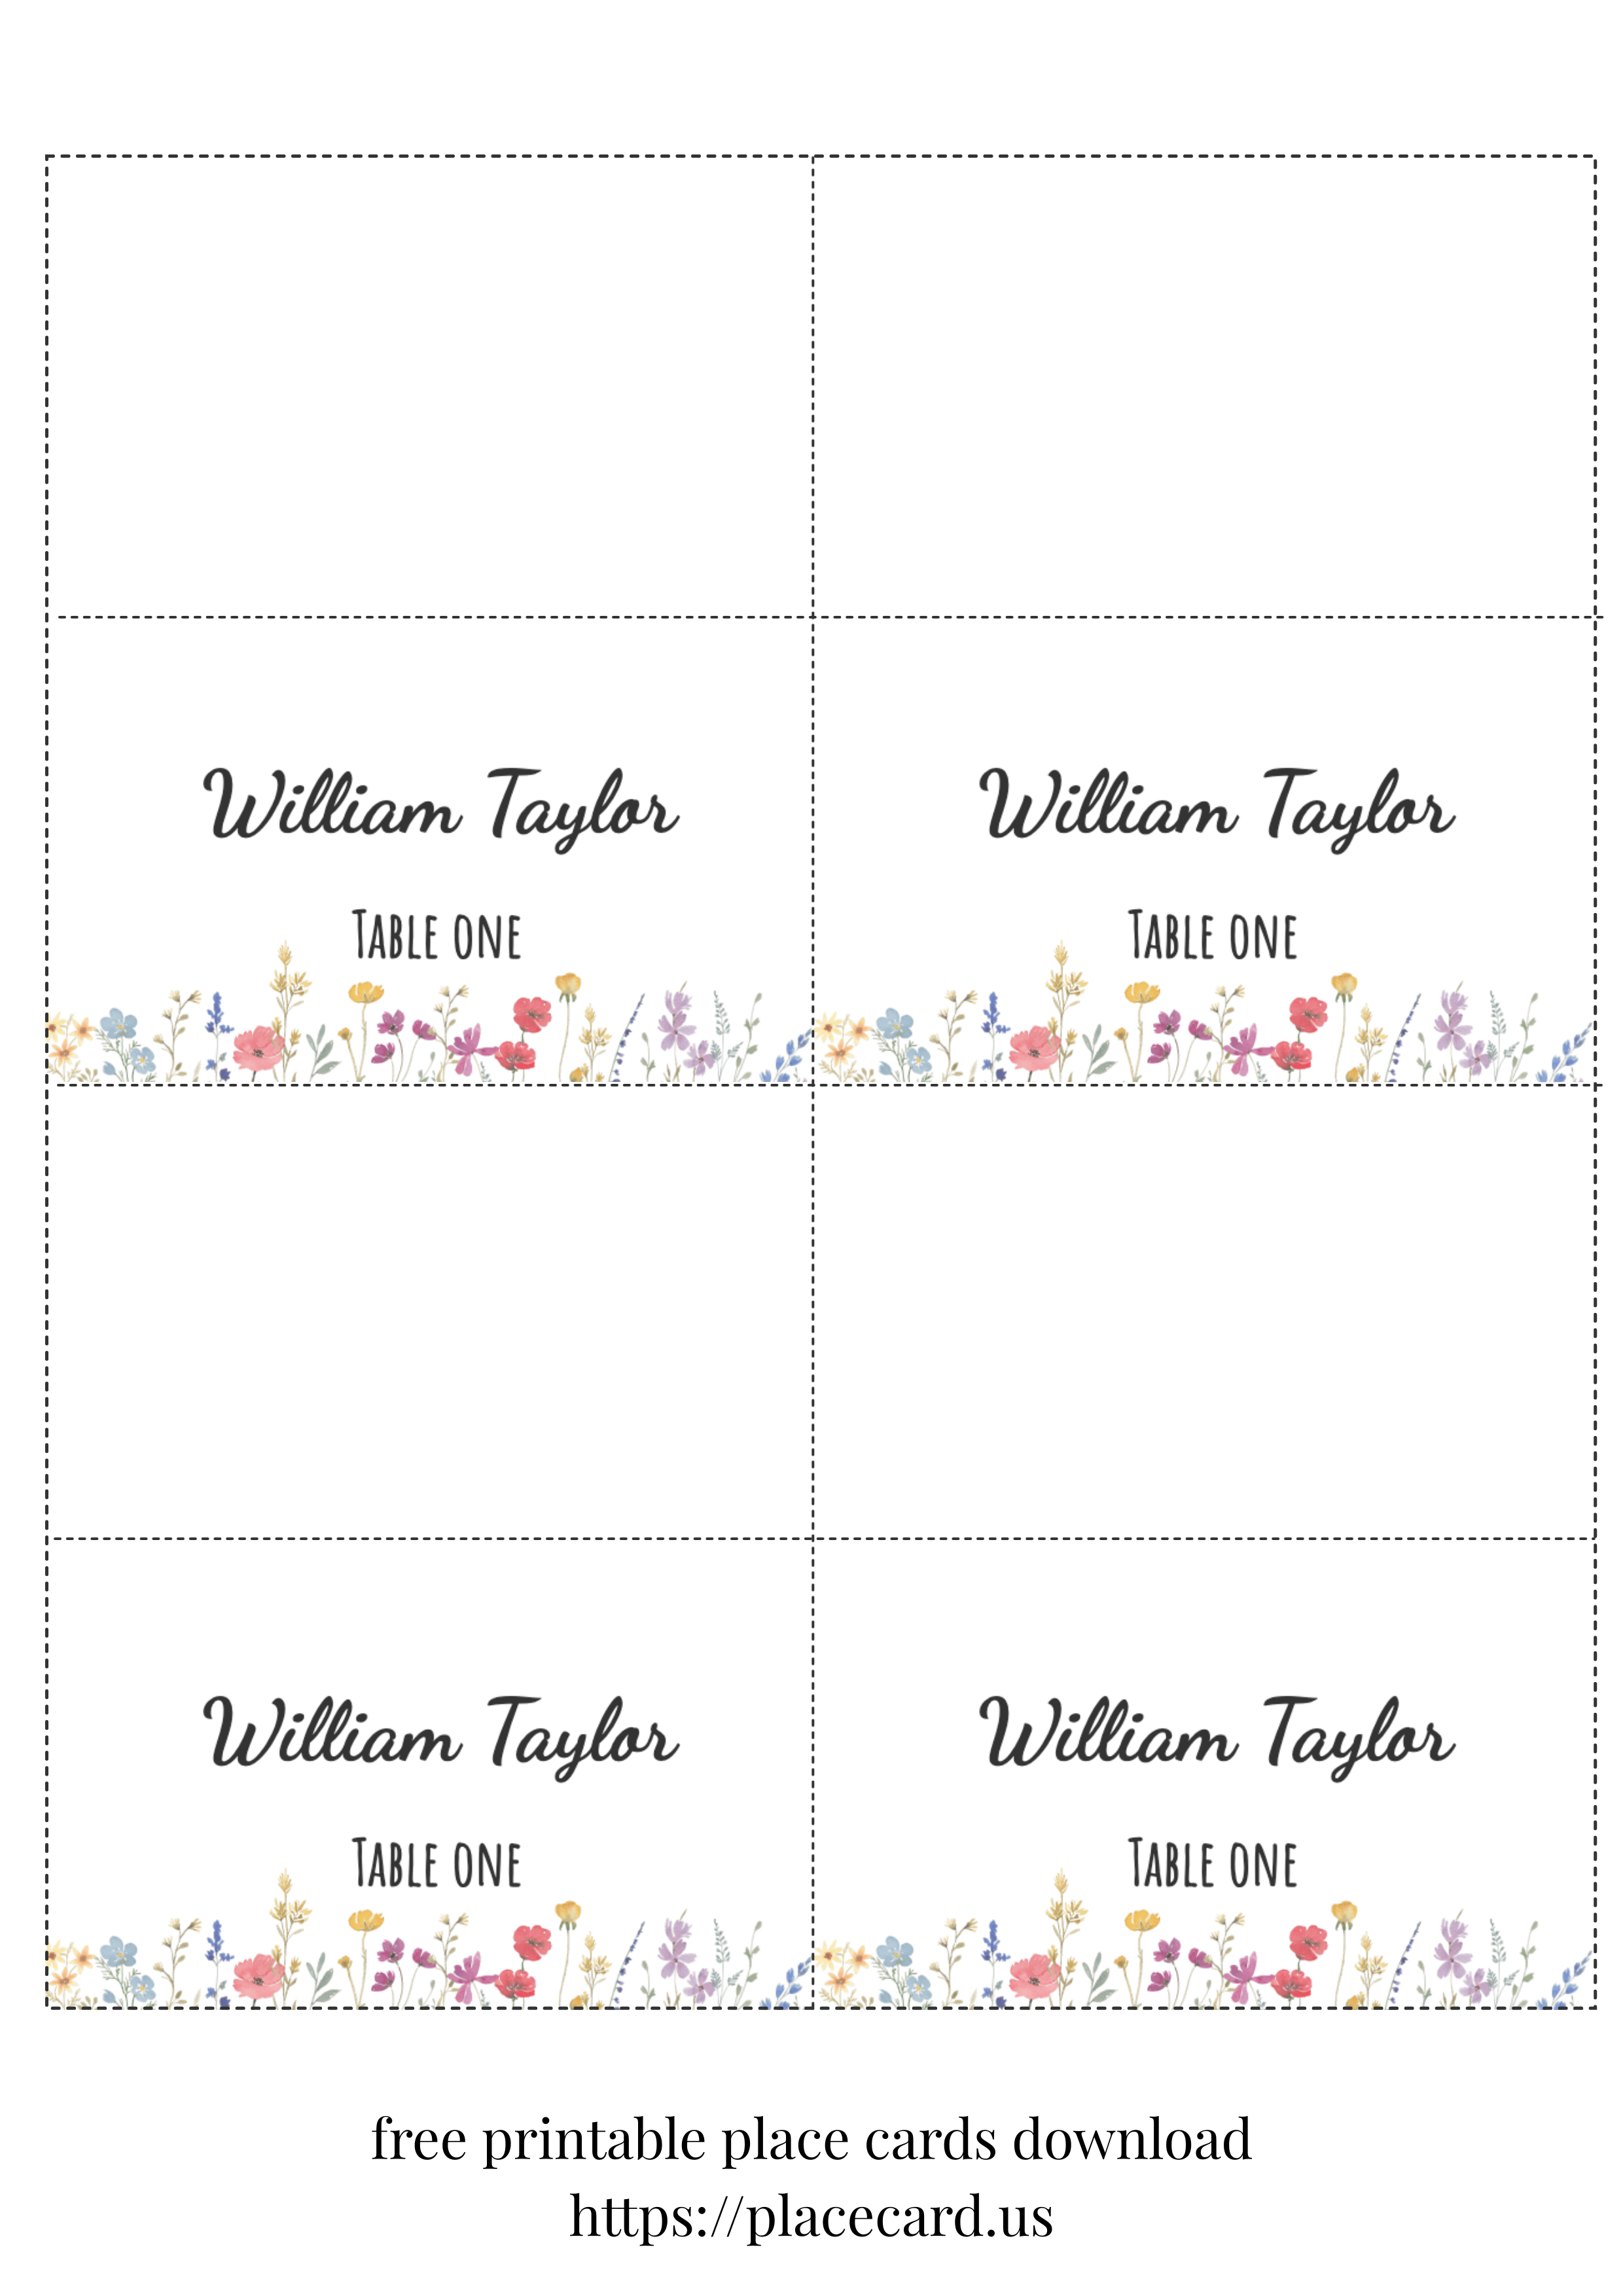 William Taylor William Taylor
Table one Table one
William Taylor William Taylor
Table one Table one
free printable place cards download
https://placecard.us